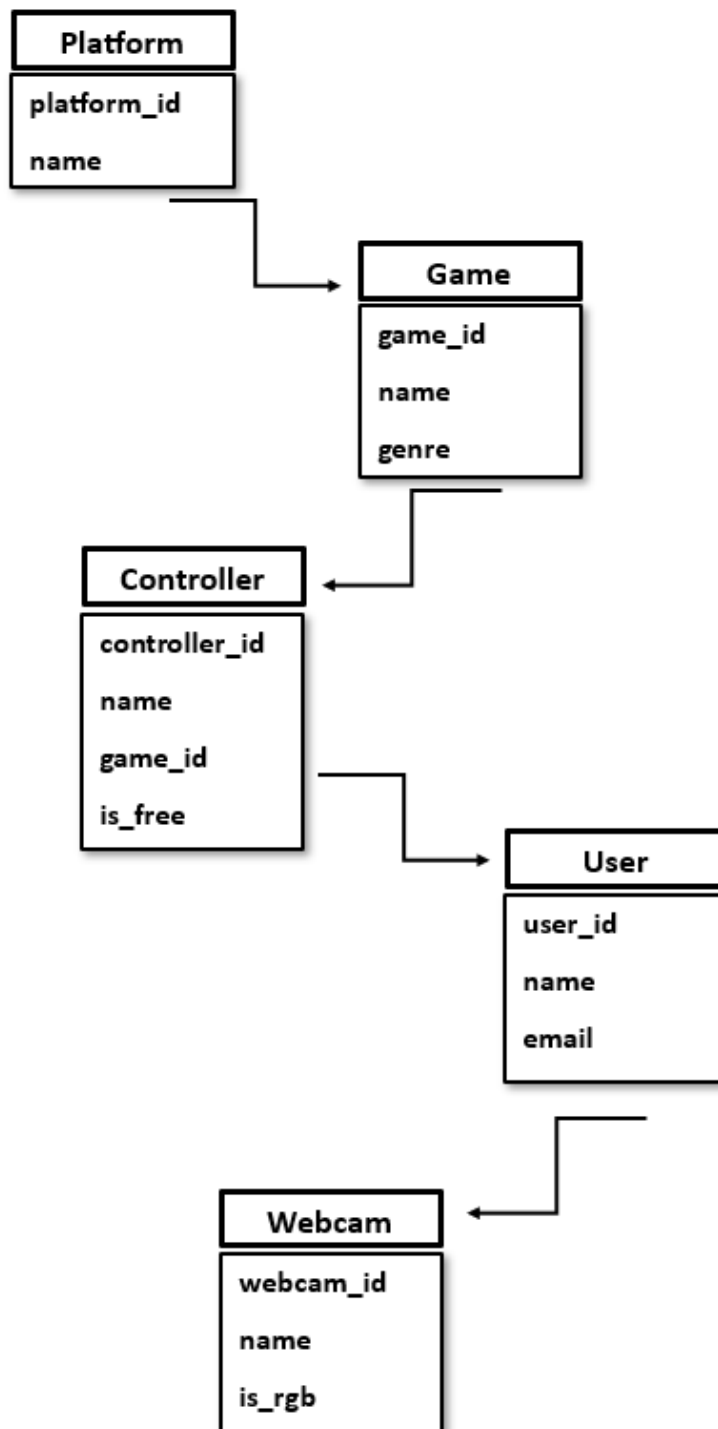 Platform
platform_id
name
Game
game_id
name
genre
Controller
controller_id
name
game_id
is_free
User
user_id
name
email
Webcam
webcam_id
name
is_rgb